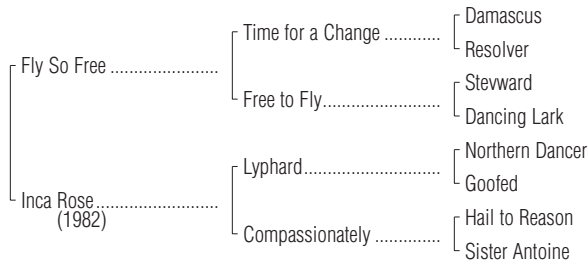 Damascus
Time for a Change ............
Resolver
Fly So Free .......................
Stevward
Free to Fly.........................
Dancing Lark
Northern Dancer
Lyphard.............................
Goofed
Inca Rose..........................
(1982)
Hail to Reason
Compassionately ..............
Sister Antoine